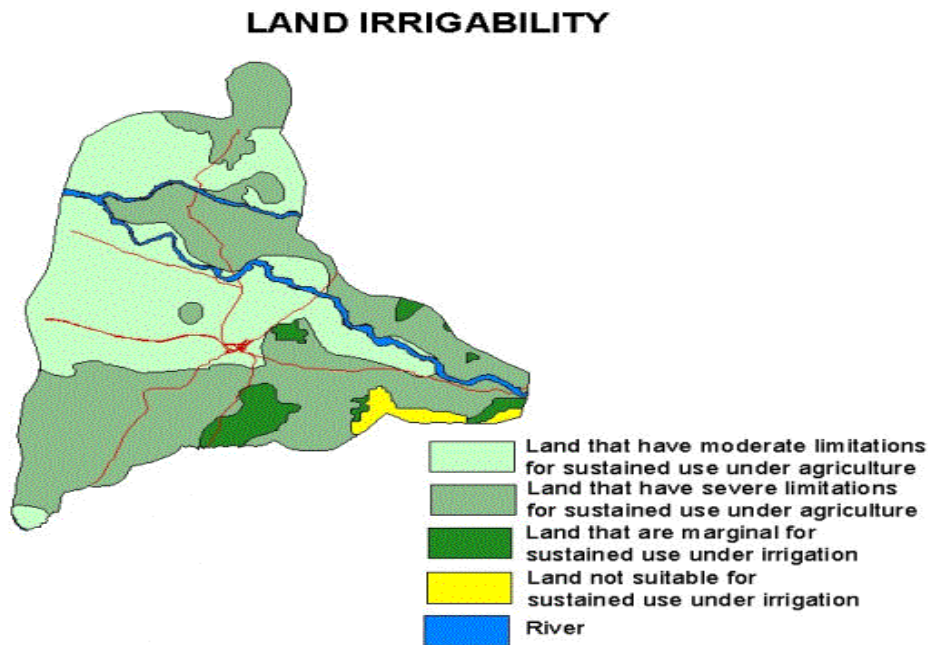 LAND IRRIGABILITY
Land that have moderate limitations
for sustained use under agriculture
Land that have severe limitations
for sustained use under agriculture
Land that are marginal for
sustained use under irrigation
Land not suitable for
sustained use under irrigation
River